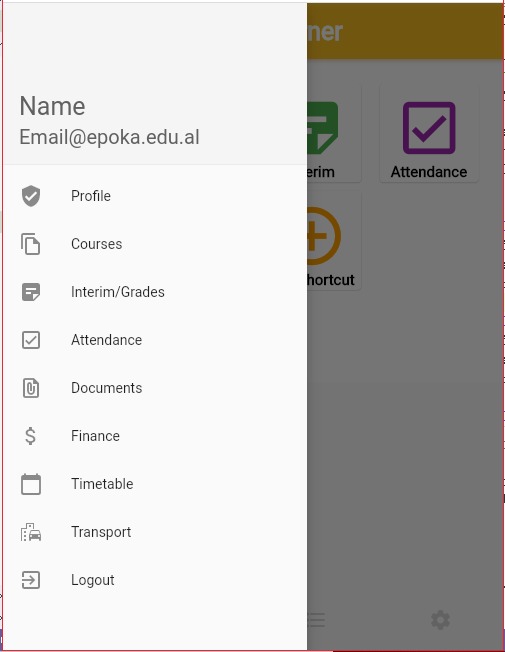 ner
Name
Email@epoka.edu.al
erim
Attendance
Profile
Courses
hortcut
Interim/Grades
Attendance
Documents
Finance
Timetable
Transport
Logout